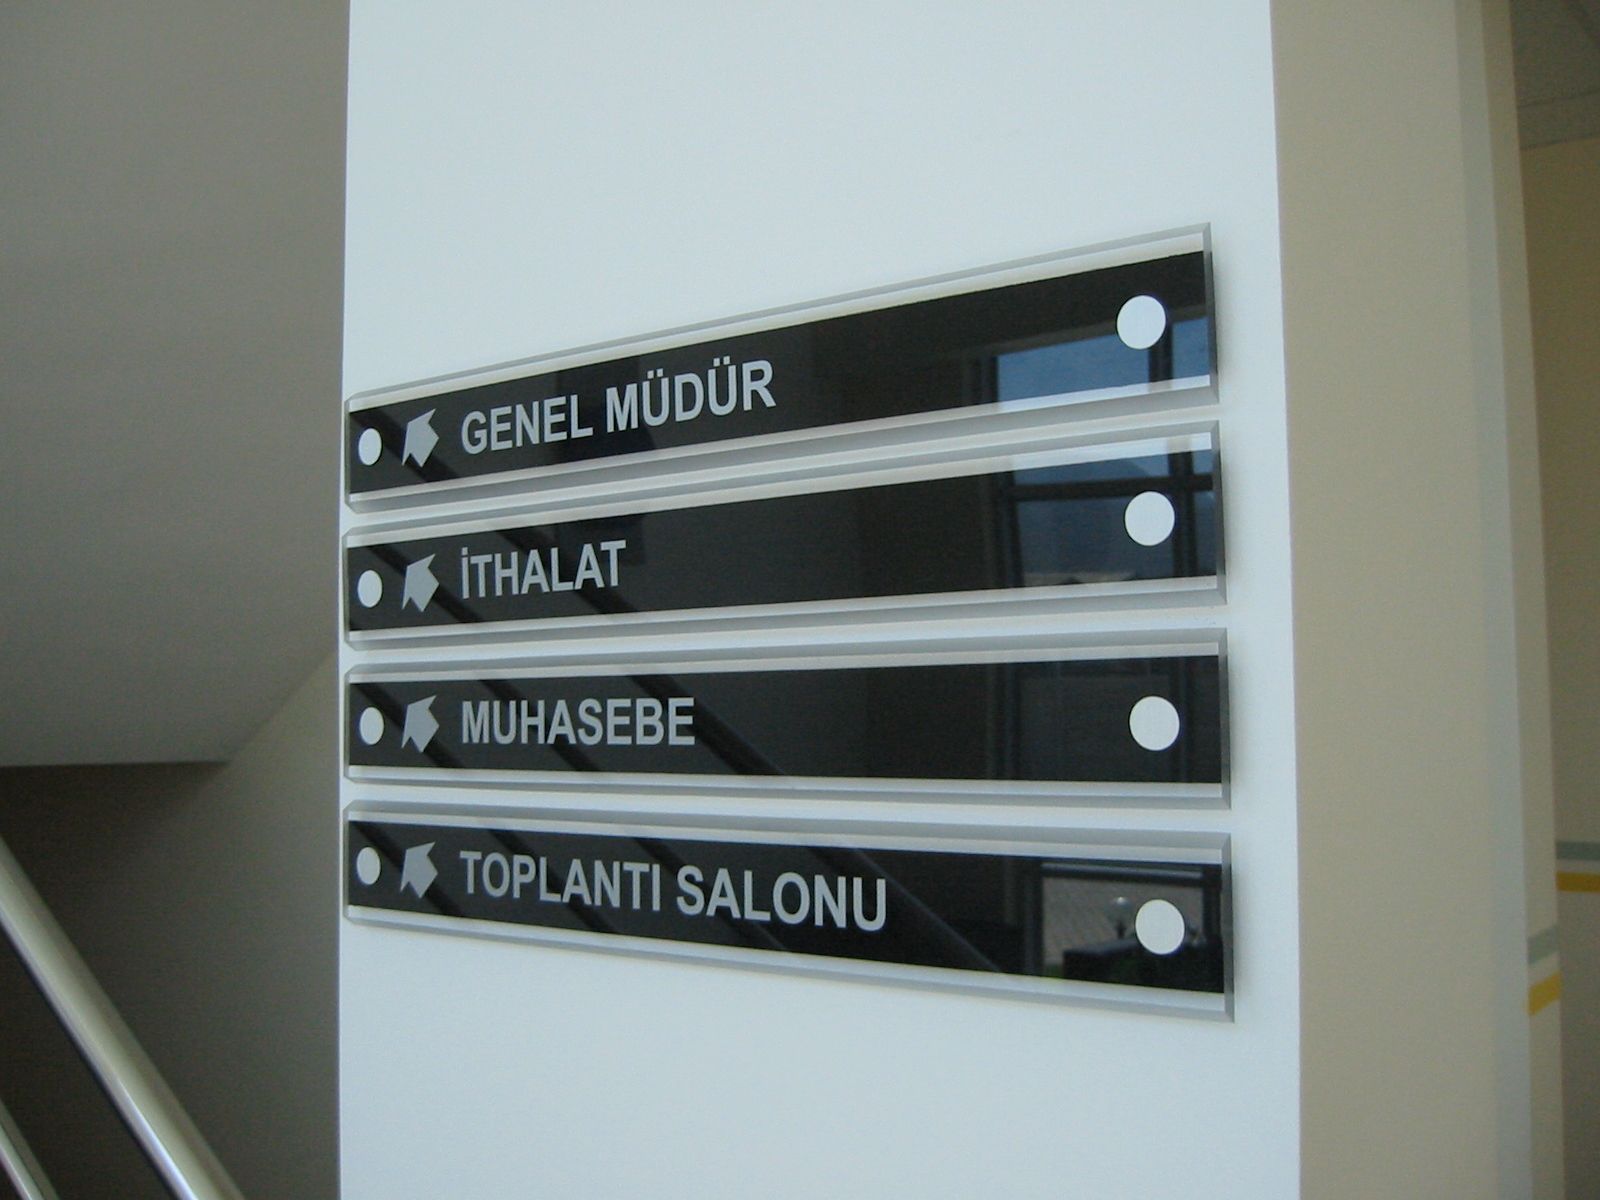 GENEL MÜDÜR
İTHALAT
MUHASEBE
TOPLANTI SALONU